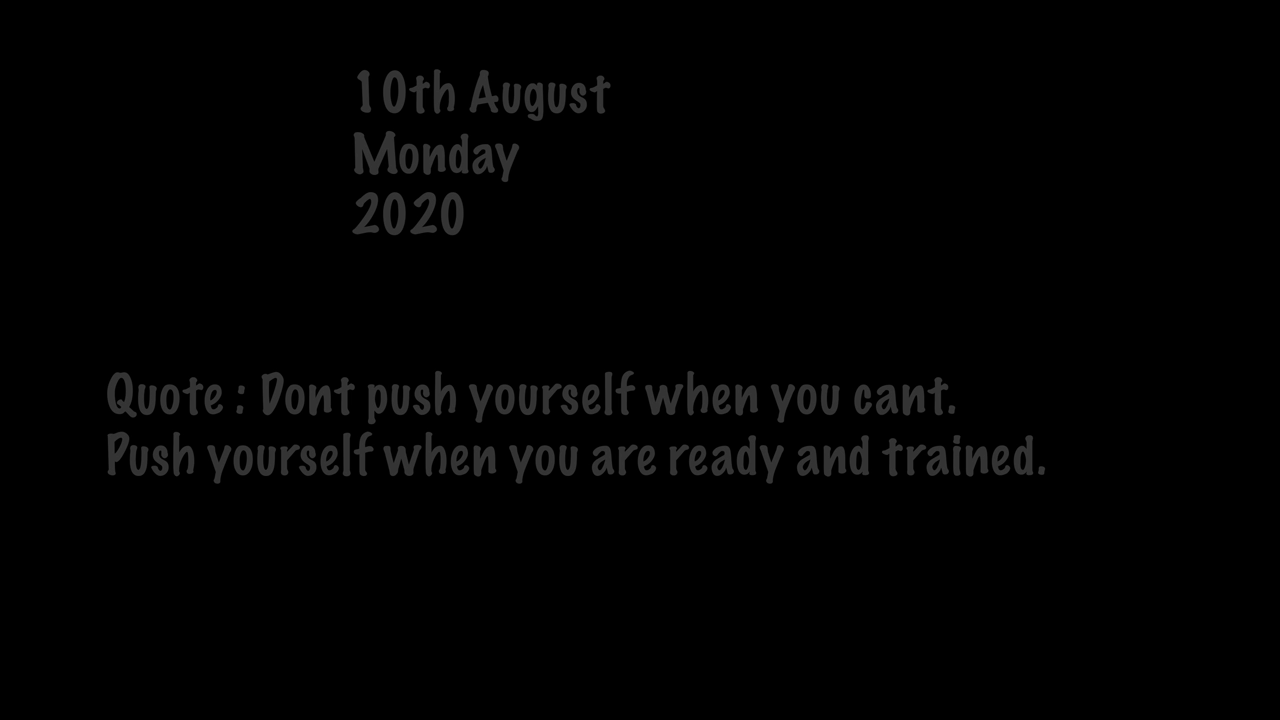 10th August
Monday
2020
Quote : Dont push yourself when you cant.
Push yourself when you are ready and trained.